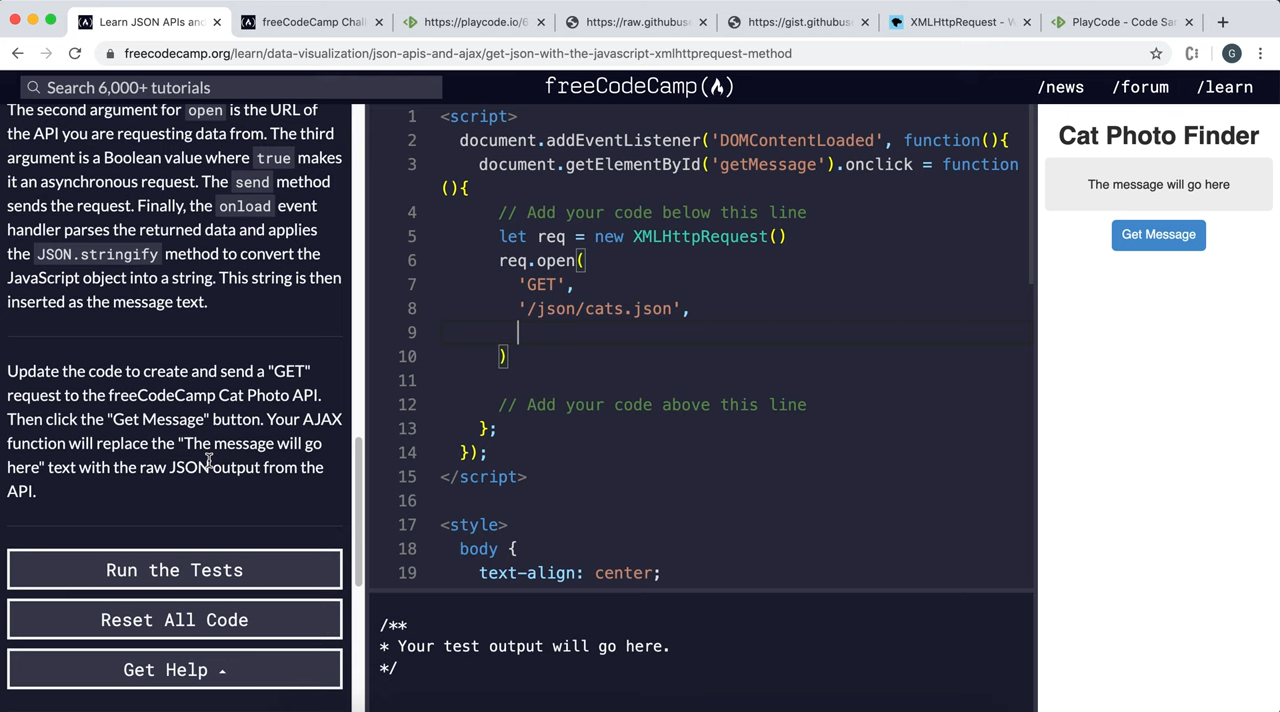 Learn JSON APIs and
freeCodeCamp Chal
https://playcode.io/6
https://raw.githubuse
https://gist.githubus
XMLHttpRequest - W
PlayCode - Code Sa
freecodecamp.org/learn/data-visualization/json-apis-and-ajax/get-json-with-the-javascript-xmlhttprequest-method
G
Search 6,000+ tutorials
freeCodeCamp
/news
/forum
/learn
The second argument for open is the URL of
the API you are requesting data from. The third
argument is a Boolean value where true makes
it an asynchronous request. The send method
sends the request. Finally, the onload event
handler parses the returned data and applies
the JSON.stringify method to convert the
JavaScript object into a string. This string is then
inserted as the message text.
Update the code to create and send a "GET"
request to the freeCodeCamp Cat Photo API.
Then click the "Get Message" button. Your AJAX
function will replace the "The message will go
here" text with the raw JSON output from the
API.
Run the Tests
Reset All Code
Get Help
1 <script>
2 document.addEventListener('DOMContentLoaded', function(){
3 document.getElementById('getMessage').onclick = function
(){
4 // Add your code below this line
5 let req = new XMLHttpRequest()
6 req.open(
7 'GET',
8 '/json/cats.json',
9
10 )
11
12 // Add your code above this line
13 };
14 });
15 </script>
16
17 <style>
18 body {
19 text-align: center;
/**
* Your test output will go here.
*/
Cat Photo Finder
The message will go here
Get Message